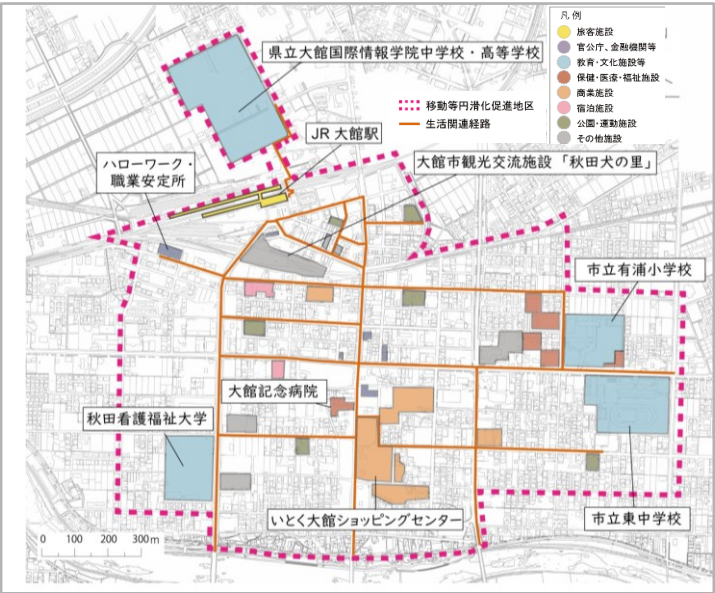 凡例
旅客施設
官公庁、金融機関等
教育・文化施設等
保健・医療・福祉施設
商業施設
宿泊施設
公園・運動施設
その他施設
県立大館国際情報学院中学校・高等学校
移動等円滑化促進地区
生活関連経路
JR 大館駅
ハローワーク・
職業安定所
大館市観光交流施設「秋田犬の里」
市立有浦小学校
大館記念病院
秋田看護福祉大学
いとく大館ショッピングセンター
市立東中学校
0 100 200 300m